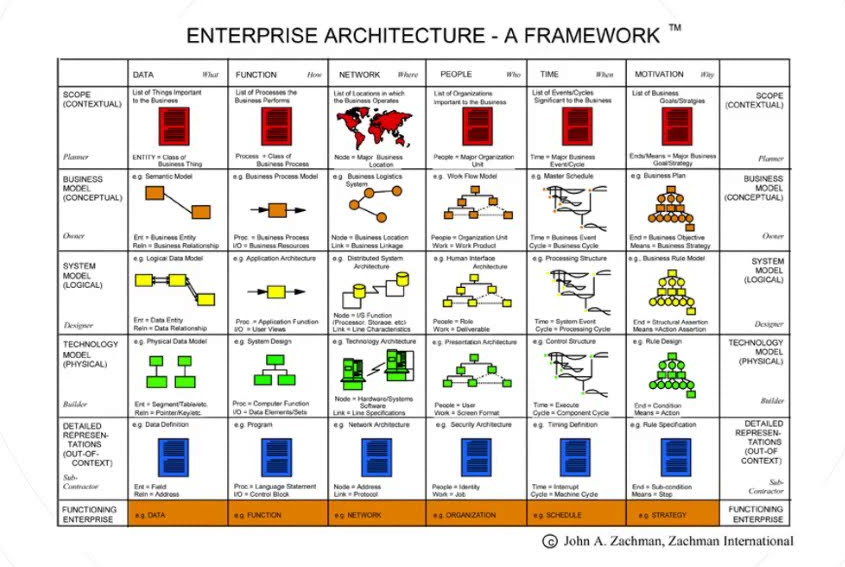 ENTERPRISE ARCHITECTURE - A FRAMEWORK ™
DATA What
FUNCTION How
NETWORK Where
PEOPLE Who
TIME When
MOTIVATION Why
SCOPE
(CONTEXTUAL)
Planner
List of Things Important
to the Business
ENTITY = Class of
Business Thing
List of Processes the
Business Performs
Process = Class of
Business Process
List of Locations in which
the Business Operates
Node = Major Business
Location
List of Organizations
Important to the Business
People = Major Organization
Unit
List of Events/Cycles
Significant to the Business
Time = Major Business
Event/Cycle
List of Business
Goals/Stratgies
Ends/Means = Major Business
Goal/Strategy
SCOPE
(CONTEXTUAL)
Planner
BUSINESS
MODEL
(CONCEPTUAL)
Owner
e.g. Semantic Model
Ent = Business Entity
Reln = Business Relationship
e.g. Business Process Model
Proc. = Business Process
I/O = Business Resources
e.g. Business Logistics
System
Node = Business Location
Link = Business Linkage
e.g. Work Flow Model
People = Organization Unit
Work = Work Product
e.g. Master Schedule
Time = Business Event
Cycle = Business Cycle
e.g. Business Plan
End = Business Objective
Means = Business Strategy
BUSINESS
MODEL
(CONCEPTUAL)
Owner
SYSTEM
MODEL
(LOGICAL)
Designer
e.g. Logical Data Model
Ent = Data Entity
Reln = Data Relationship
e.g. Application Architecture
Proc .= Application Function
I/O = User Views
e.g. Distributed System
Architecture
Node = I/S Function
(Processor, Storage, etc)
Link = Line Characteristics
e.g. Human Interface
Architecture
People = Role
Work = Deliverable
e.g. Processing Structure
Time = System Event
Cycle = Processing Cycle
e.g., Business Rule Model
End = Structural Assertion
Means =Action Assertion
SYSTEM
MODEL
(LOGICAL)
Designer
TECHNOLOGY
MODEL
(PHYSICAL)
Builder
e.g. Physical Data Model
Ent = Segment/Table/etc.
Reln = Pointer/Key/etc.
e.g. System Design
Proc = Computer Function
I/O = Data Elements/Sets
e.g. Technology Architecture
Node = Hardware/Systems
Software
Link = Line Specifications
e.g. Presentation Architecture
People = User
Work = Screen Format
e.g. Control Structure
Time = Execute
Cycle = Component Cycle
e.g. Rule Design
End = Condition
Means = Action
TECHNOLOGY
MODEL
(PHYSICAL)
Builder
DETAILED
REPRESEN-
TATIONS
(OUT-OF-
CONTEXT)
Sub-
Contractor
e.g. Data Definition
Ent = Field
Reln = Address
e.g. Program
Proc = Language Statement
I/O = Control Block
e.g. Network Architecture
Node = Address
Link = Protocol
e.g. Security Architecture
People = Identity
Work = Job
e.g. Timing Definition
Time = Interrupt
Cycle = Machine Cycle
e.g. Rule Specification
End = Sub-condition
Means = Step
DETAILED
REPRESEN-
TATIONS
(OUT-OF
CONTEXT)
Sub-
Contractor
FUNCTIONING
ENTERPRISE
e.g. DATA
e.g. FUNCTION
e.g. NETWORK
e.g. ORGANIZATION
e.g. SCHEDULE
e.g. STRATEGY
FUNCTIONING
ENTERPRISE
© John A. Zachman, Zachman International